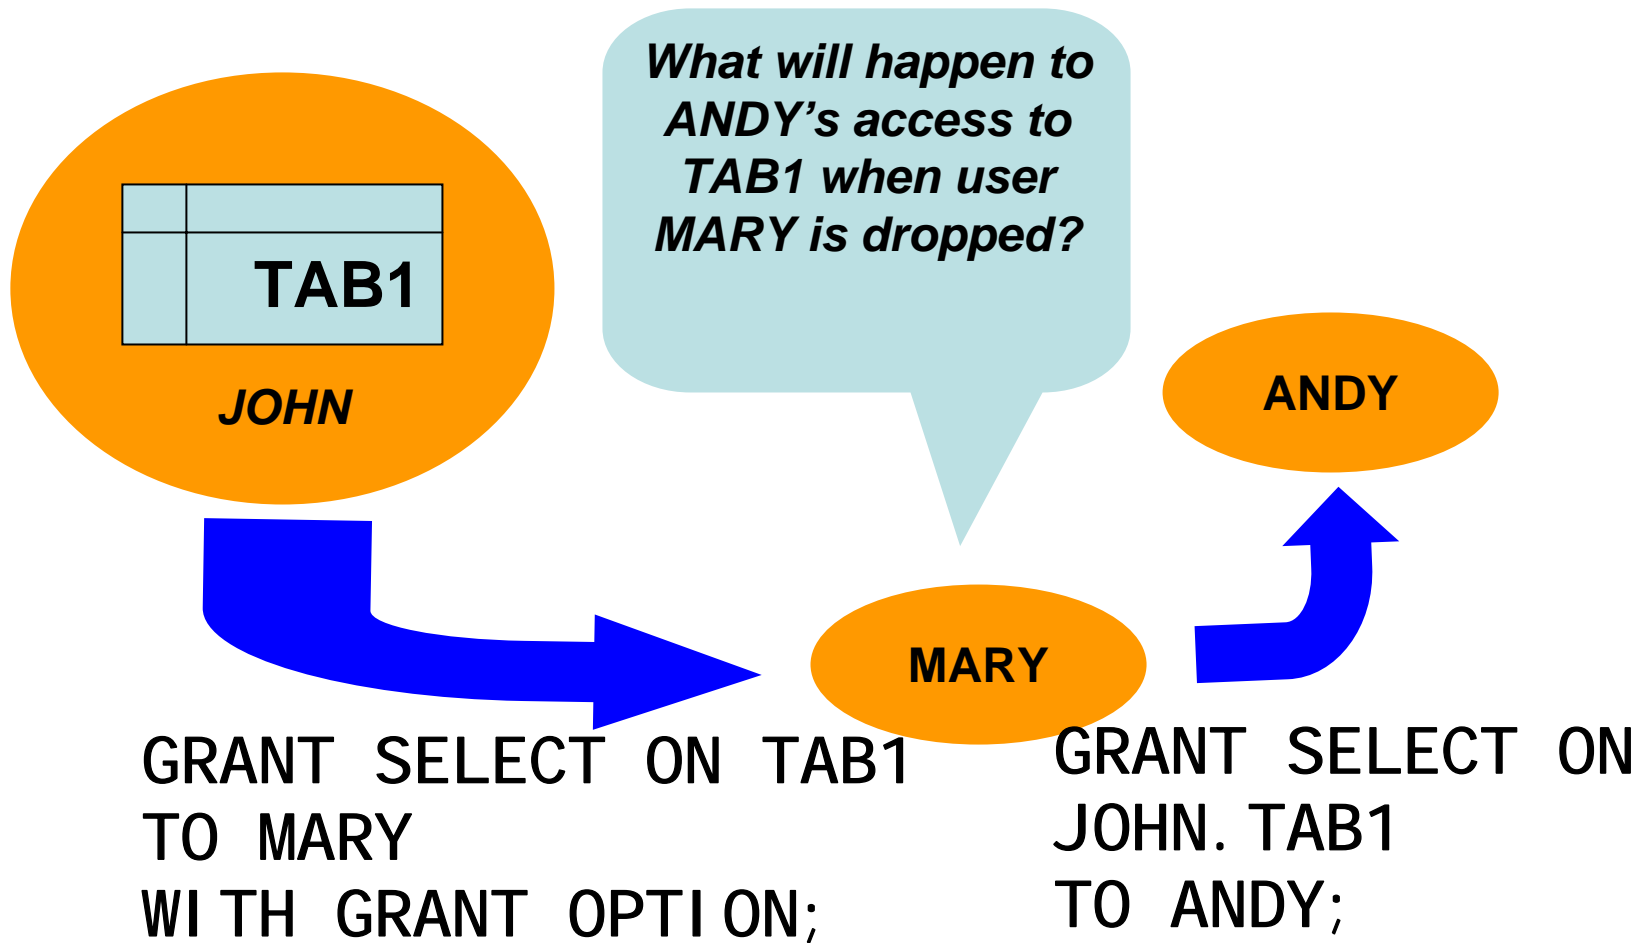 What will happen to
ANDY’s access to
TAB1 when user
MARY is dropped?
TAB1
JOHN
ANDY
MARY
GRANT SELECT ON TAB1
TO MARY
WITH GRANT OPTION;
GRANT SELECT ON
JOHN.TAB1
TO ANDY;